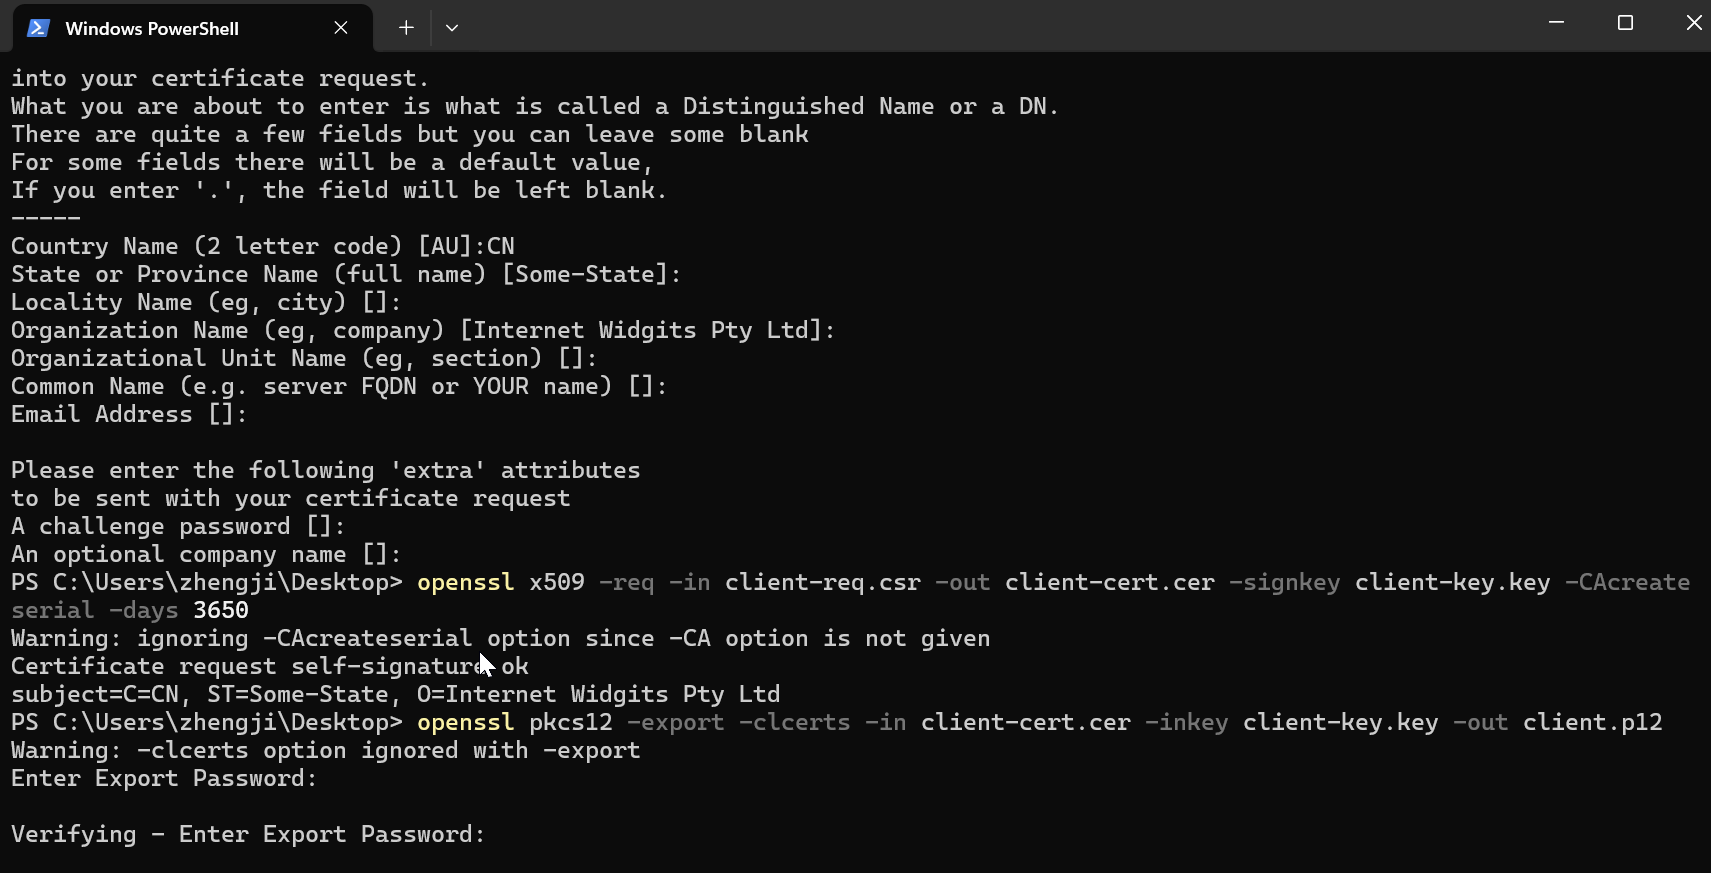 Windows PowerShell
into your certificate request.
What you are about to enter is what is called a Distinguished Name or a DN.
There are quite a few fields but you can leave some blank
For some fields there will be a default value,
If you enter '.', the field will be left blank.
-----
Country Name (2 letter code) [AU]:CN
State or Province Name (full name) [Some-State]:
Locality Name (eg, city) []:
Organization Name (eg, company) [Internet Widgits Pty Ltd]:
Organizational Unit Name (eg, section) []:
Common Name (e.g. server FQDN or YOUR name) []:
Email Address []:
Please enter the following 'extra' attributes
to be sent with your certificate request
A challenge password []:
An optional company name []:
PS C:\Users\zhengji\Desktop> openssl x509 -req -in client-req.csr -out client-cert.cer -signkey client-key.key -CAcreate
serial -days 3650
Warning: ignoring -CAcreateserial option since -CA option is not given
Certificate request self-signature ok
subject=C=CN, ST=Some-State, O=Internet Widgits Pty Ltd
PS C:\Users\zhengji\Desktop> openssl pkcs12 -export -clcerts -in client-cert.cer -inkey client-key.key -out client.p12
Warning: -clcerts option ignored with -export
Enter Export Password:
Verifying - Enter Export Password: